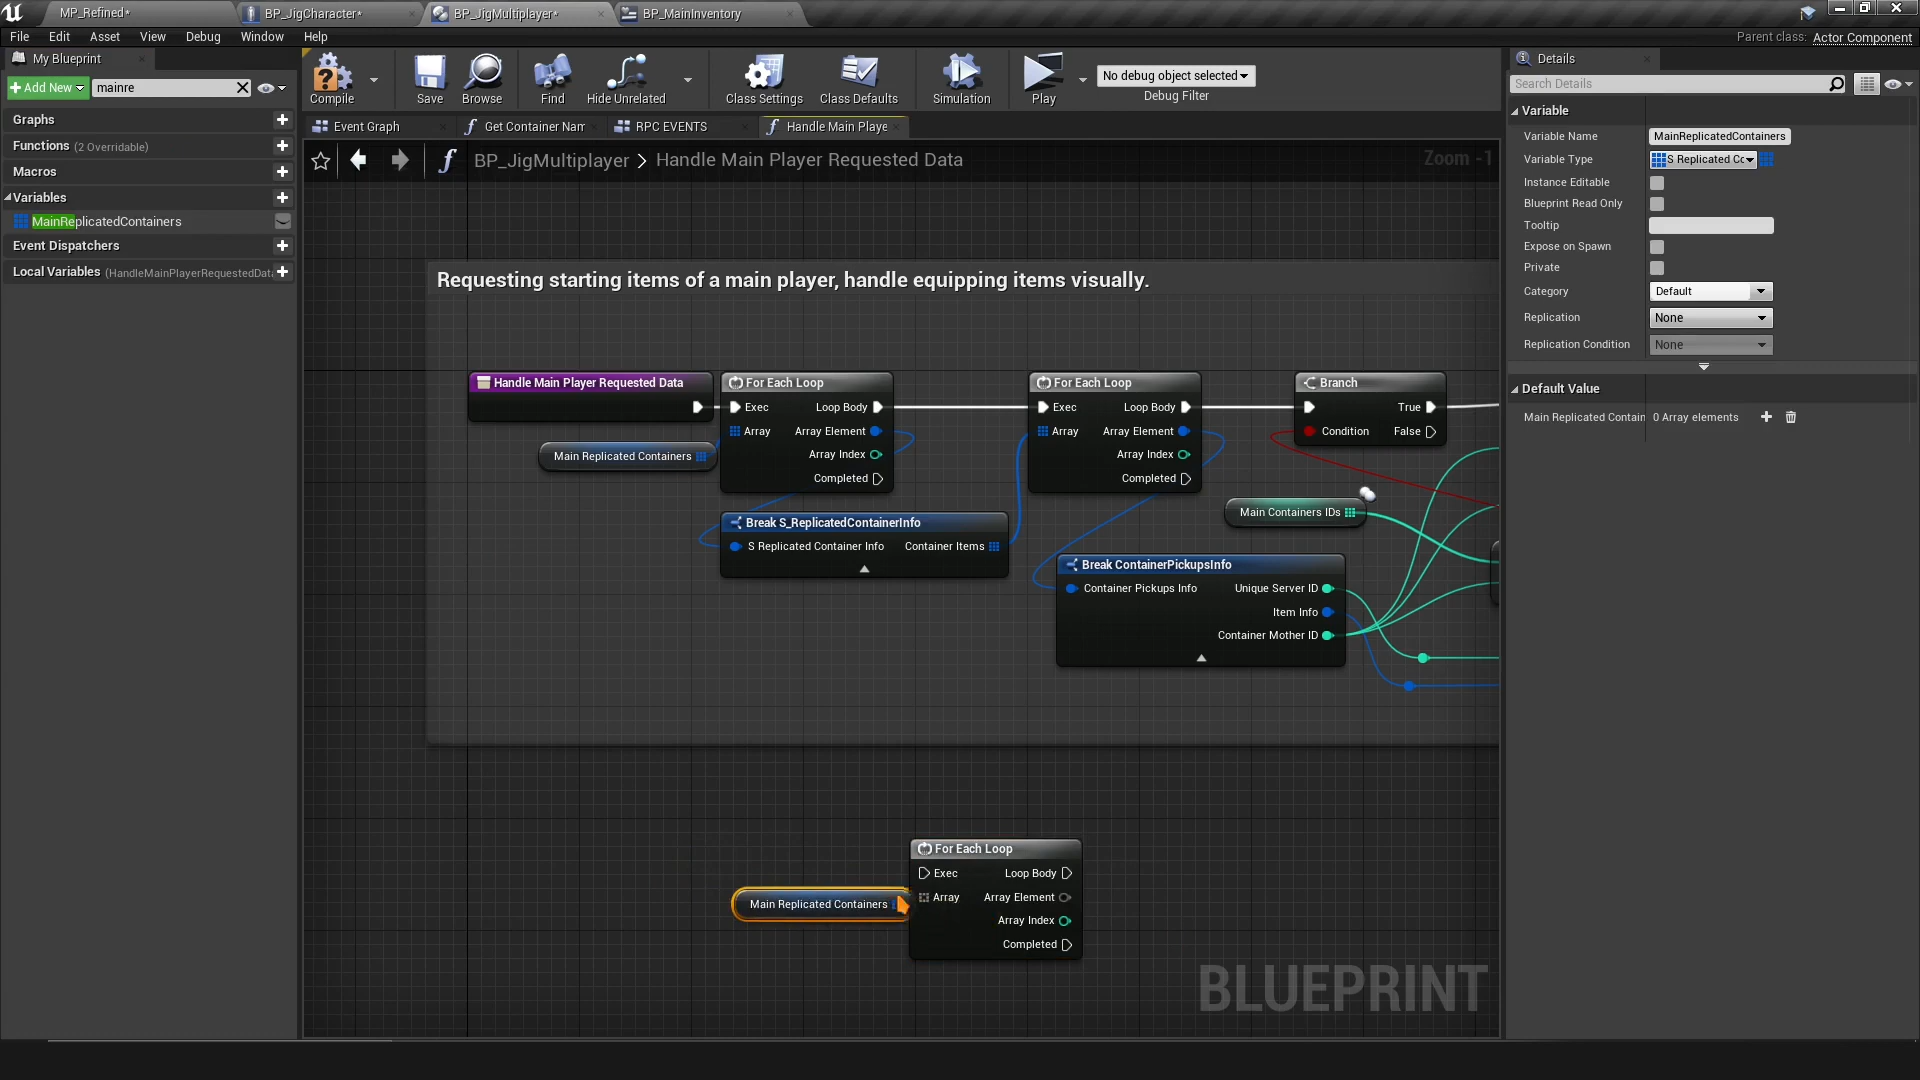 MP_Refined*
BP_JigCharacter*
BP_JigMultiplayer*
BP_MainInventory
File
Edit
Asset
View
Debug
Window
Help
Parent class:
Actor Component
My Blueprint
Add New
mainre
Graphs
Functions (2 Overridable)
Macros
Variables
MainReplicatedContainers
Event Dispatchers
Local Variables (HandleMainPlayerRequestedData
Compile
Save
Browse
Find
Hide Unrelated
Class Settings
Class Defaults
Simulation
Play
No debug object selected
Debug Filter
Event Graph
Get Container Nam
RPC EVENTS
Handle Main Playe
BP_JigMultiplayer > Handle Main Player Requested Data
Zoom -1
Requesting starting items of a main player, handle equipping items visually.
Handle Main Player Requested Data
Main Replicated Containers
For Each Loop
Exec
Loop Body
Array
Array Element
Array Index
Completed
Break S_ReplicatedContainerInfo
S Replicated Container Info
Container Items
For Each Loop
Exec
Loop Body
Array
Array Element
Array Index
Completed
Branch
True
Condition
False
Main Containers IDs
Break ContainerPickupsInfo
Container Pickups Info
Unique Server ID
Item Info
Container Mother ID
Main Replicated Containers
For Each Loop
Exec
Loop Body
Array
Array Element
Array Index
Completed
BLUEPRINT
Details
Search Details
Variable
Variable Name
MainReplicatedContainers
Variable Type
S Replicated Cc
Instance Editable
Blueprint Read Only
Tooltip
Expose on Spawn
Private
Category
Default
Replication
None
Replication Condition
None
Default Value
Main Replicated Contain
0 Array elements